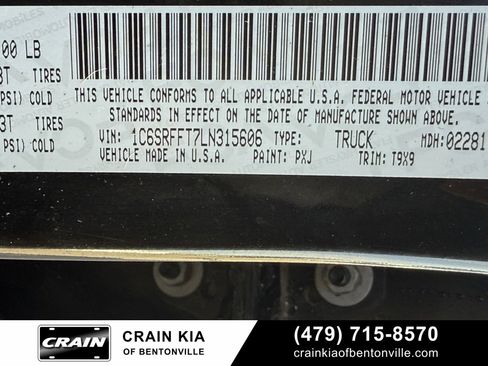 00 LB
3T TIRES
PSI) COLD
3T TIRES
PSI) COLD
THIS VEHICLE CONFORMS TO ALL APPLICABLE U.S.A. FEDERAL MOTOR VEHICLE
STANDARDS IN EFFECT ON THE DATE OF MANUFACTURE SHOWN ABOVE.
VIN: 1C6SRFFT7LN315606 TYPE: TRUCK MDH: 02281
VEHICLE MADE IN U.S.A. PAINT: PXJ TRIM: T9X9
CRAIN
CRAIN KIA
OF BENTONVILLE
(479) 715-8570
crainkiaofbentonville.com